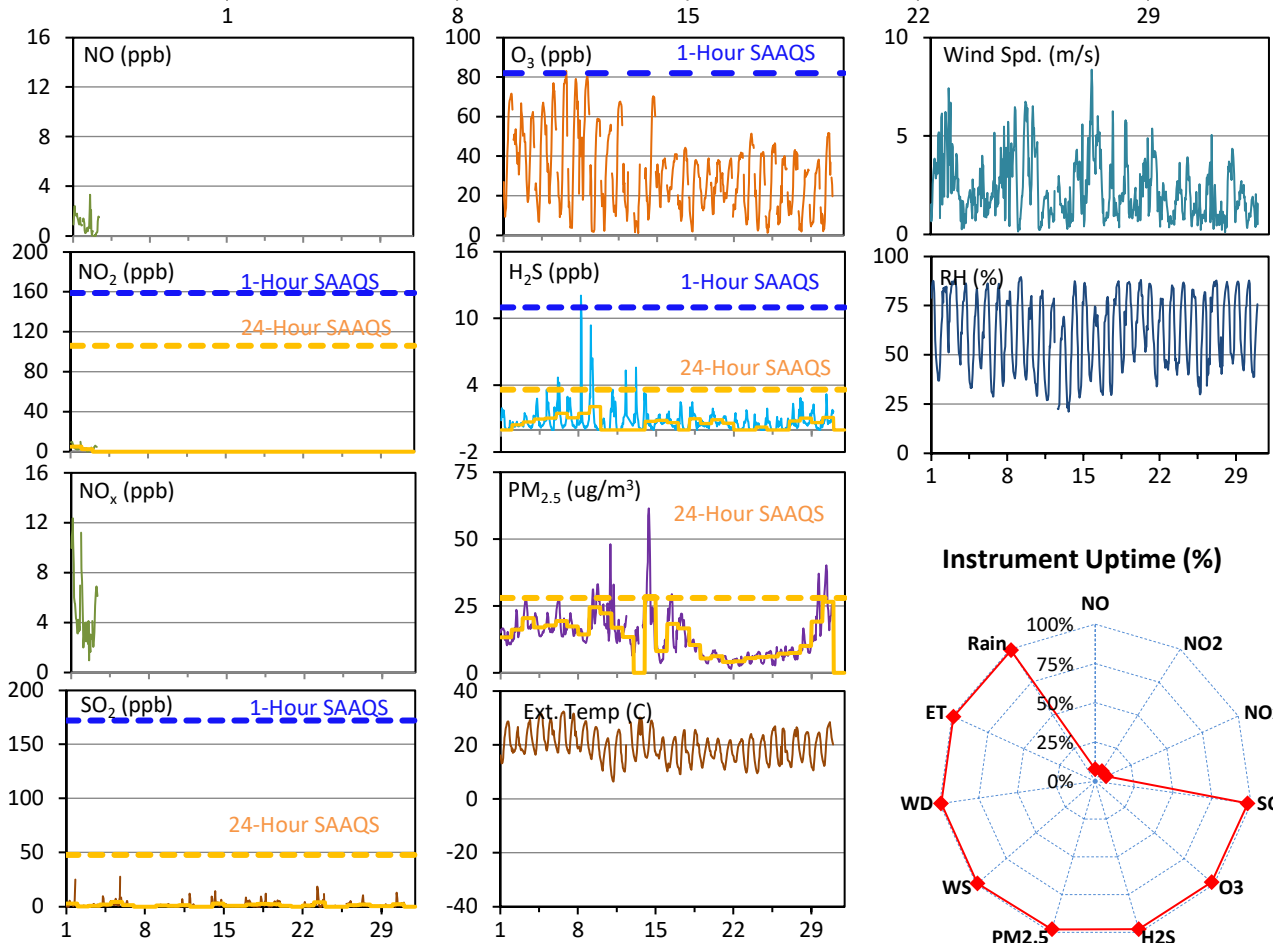 1 8 15 22 29
16 12 8 4 0
NO (ppb)
100 80 60 40 20 0
O3 (ppb)
1-Hour SAAQS
10 5 0
Wind Spd. (m/s)
200 160 120 80 40 0
NO2 (ppb)
1-Hour SAAQS
24-Hour SAAQS
16 10 4 -2
H2S (ppb)
1-Hour SAAQS
24-Hour SAAQS
100 75 50 25 0
RH (%)
1 8 15 22 29
16 12 8 4 0
NOx (ppb)
75 50 25 0
PM2.5 (ug/m³)
24-Hour SAAQS
200 150 100 50 0
SO2 (ppb)
1-Hour SAAQS
24-Hour SAAQS
1 8 15 22 29
40 20 0 -20 -40
Ext. Temp (C)
1 8 15 22 29
Instrument Uptime (%)
100%
75%
50%
25%
0%
NO
NO2
NO
SO
O3
H2S
PM2.5
WS
WD
ET
Rain